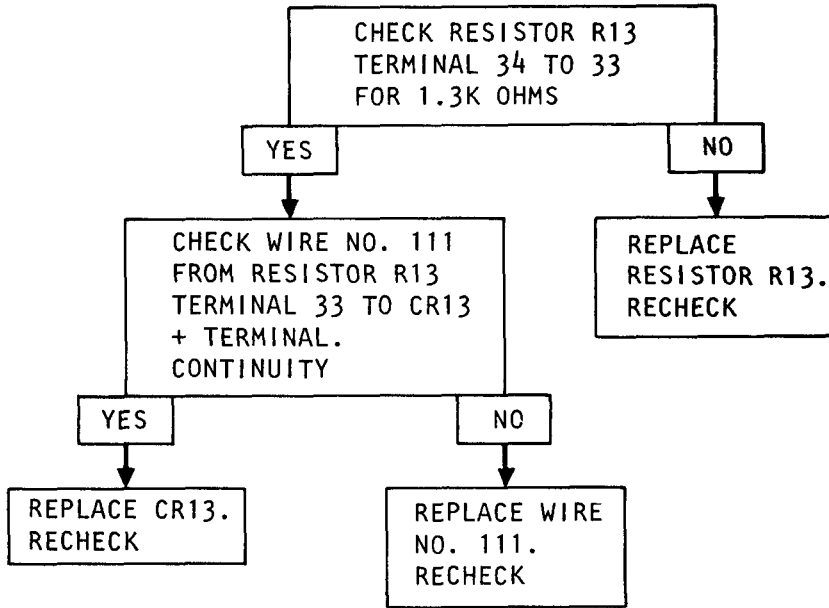 CHECK RESISTOR R13
TERMINAL 34 TO 33
FOR 1.3K OHMS
YES
NO
CHECK WIRE NO. 111
FROM RESISTOR R13
TERMINAL 33 TO CR13
+ TERMINAL.
CONTINUITY
REPLACE
RESISTOR R13.
RECHECK
YES
NO
REPLACE CR13.
RECHECK
REPLACE WIRE
NO. 111.
RECHECK